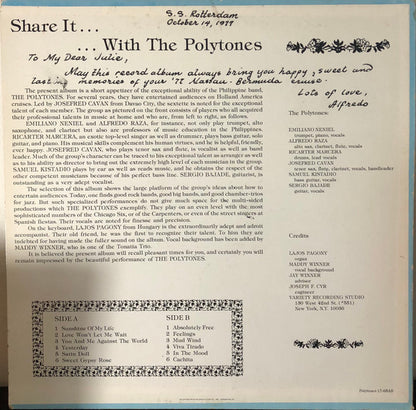 S.S. Rotterdam
October 14, 1977
Share It...
... With The Polytones
To My Dear Julie,
May this record album always bring you happy, sweet and
lasting memories of your '77 Nassau-Bermuda cruise.
Lots of love,
Alfredo
The present album is a short appetizer of the exceptional ability of the Philippine band,
THE POLYTONES. For several years, they have entertained audiences on Holland America
cruises. Led by JOSEFRED CAVAN from Davao City, the sextette is noted for the exceptional
talent of each member. The group as pictured on the front consists of players who all acquired
their professional talents in music at home and who are, from left to right, as follows.
EMILIANO NENIEL and ALFREDO RAZA, for instance, not only play trumpet, alto
saxophone, and clarinet but also are professors of music education in the Philippines.
RICARTER MARCERA, an exotic reg-singer as well as drummer, plays bass guitar, solo
guitar, and piano. His musical skills complement his human virtues, and he is helpful, friendly,
ever happy. JOSEFRED CAVAN, who plays tenor sax and flute, is vocalist as well as band
leader. Much of the group's character can be traced to his exceptional talent as arranger as well
as to his ability as director to bring out the extremely high level of each musician in the group.
SAMUEL RISTADIO plays by ear as well as reads music, and he obtains the respect of the
other competent musicians because of his perfect bass line. SERGIO BAJADE, guitarist, is
outstanding as a very adept vocalist.
The selection of this album shows the large platform of the group's ideas about how to
entertain audiences. Today, one finds good rock bands, good big bands, and good chamber-trios
for jazz. But such specialized performances do not give much space for the multi-sided
productions which THE POLYTONES exemplify. They play on an even level with the most
sophisticated numbers of the Chicago Six, or of the Carpenters, or even of the street singers at
Spanish fiestas. Their vocals are noted for finesse and precision.
On the keyboard, LAJOS PAGONY from Hungary is the extraordinarily adept and admirable
accompanist. Their old friend, he was the first to recognize their talent. To him they are
indebted for having made the fuller sound on the album. Vocal background has been added by
MADDY WINNER, who is one of the Tonatta Trio.
It is believed the present album will recall pleasant times for you, and certainly you will
remain impressed by the beautiful performance of THE POLYTONES.
The Polytones:
EMILIANO NENIEL
trumpet, piano, vocals
ALFREDO RAZA
alto sax, clarinet, flute, vocals
RICARTER MARCERA
drums, lead vocals
JOSEFRED CAVAN
tenor sax, flute, clarinet, vocals, bandleader
SAMUEL RISTADIO
bass guitar, vocals
SERGIO BAJADE
guitar, vocals
Credits
LAJOS PAGONY
organ
MADDY WINNER
vocal background
JAY WINNER
advisor
JOSEPH F. CYR
engineer
VARIETY RECORDING STUDIO
130 West 42nd St. (*551)
New York, N.Y. 10036
SIDE A
1 Sunshine Of My Life
2 Love Won't Let Me Wait
3 You And Me Against The World
4 Yesterday
5 Satin Doll
6 Sweet Gypsy Rose
SIDE B
1 Absolutely Free
2 Feelings
3 Mud Wind
4 Viva Tirado
5 In The Mood
6 Cachita